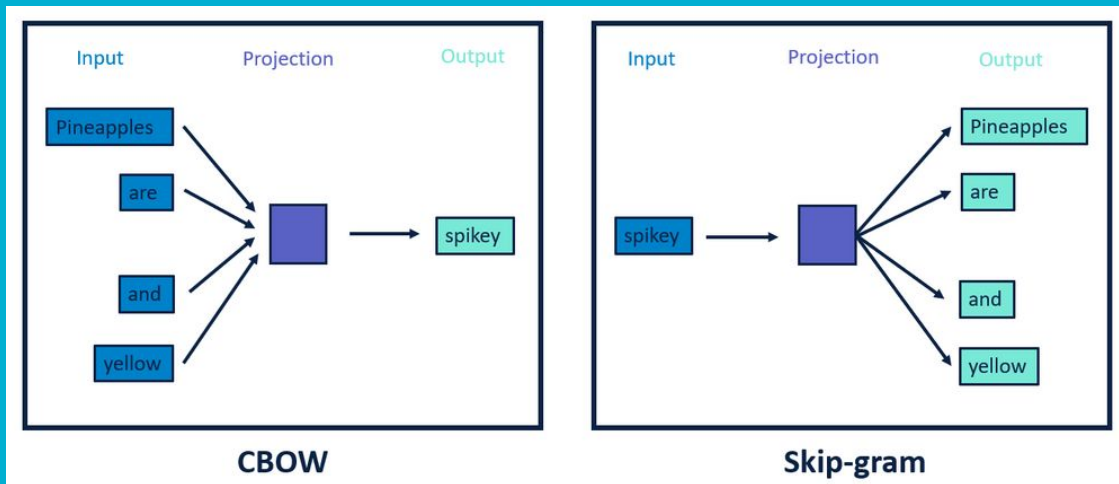 Input
Projection
Output
Pineapples
are
and
yellow
spikey
CBOW
Input
Projection
Output
spikey
Pineapples
are
and
yellow
Skip-gram